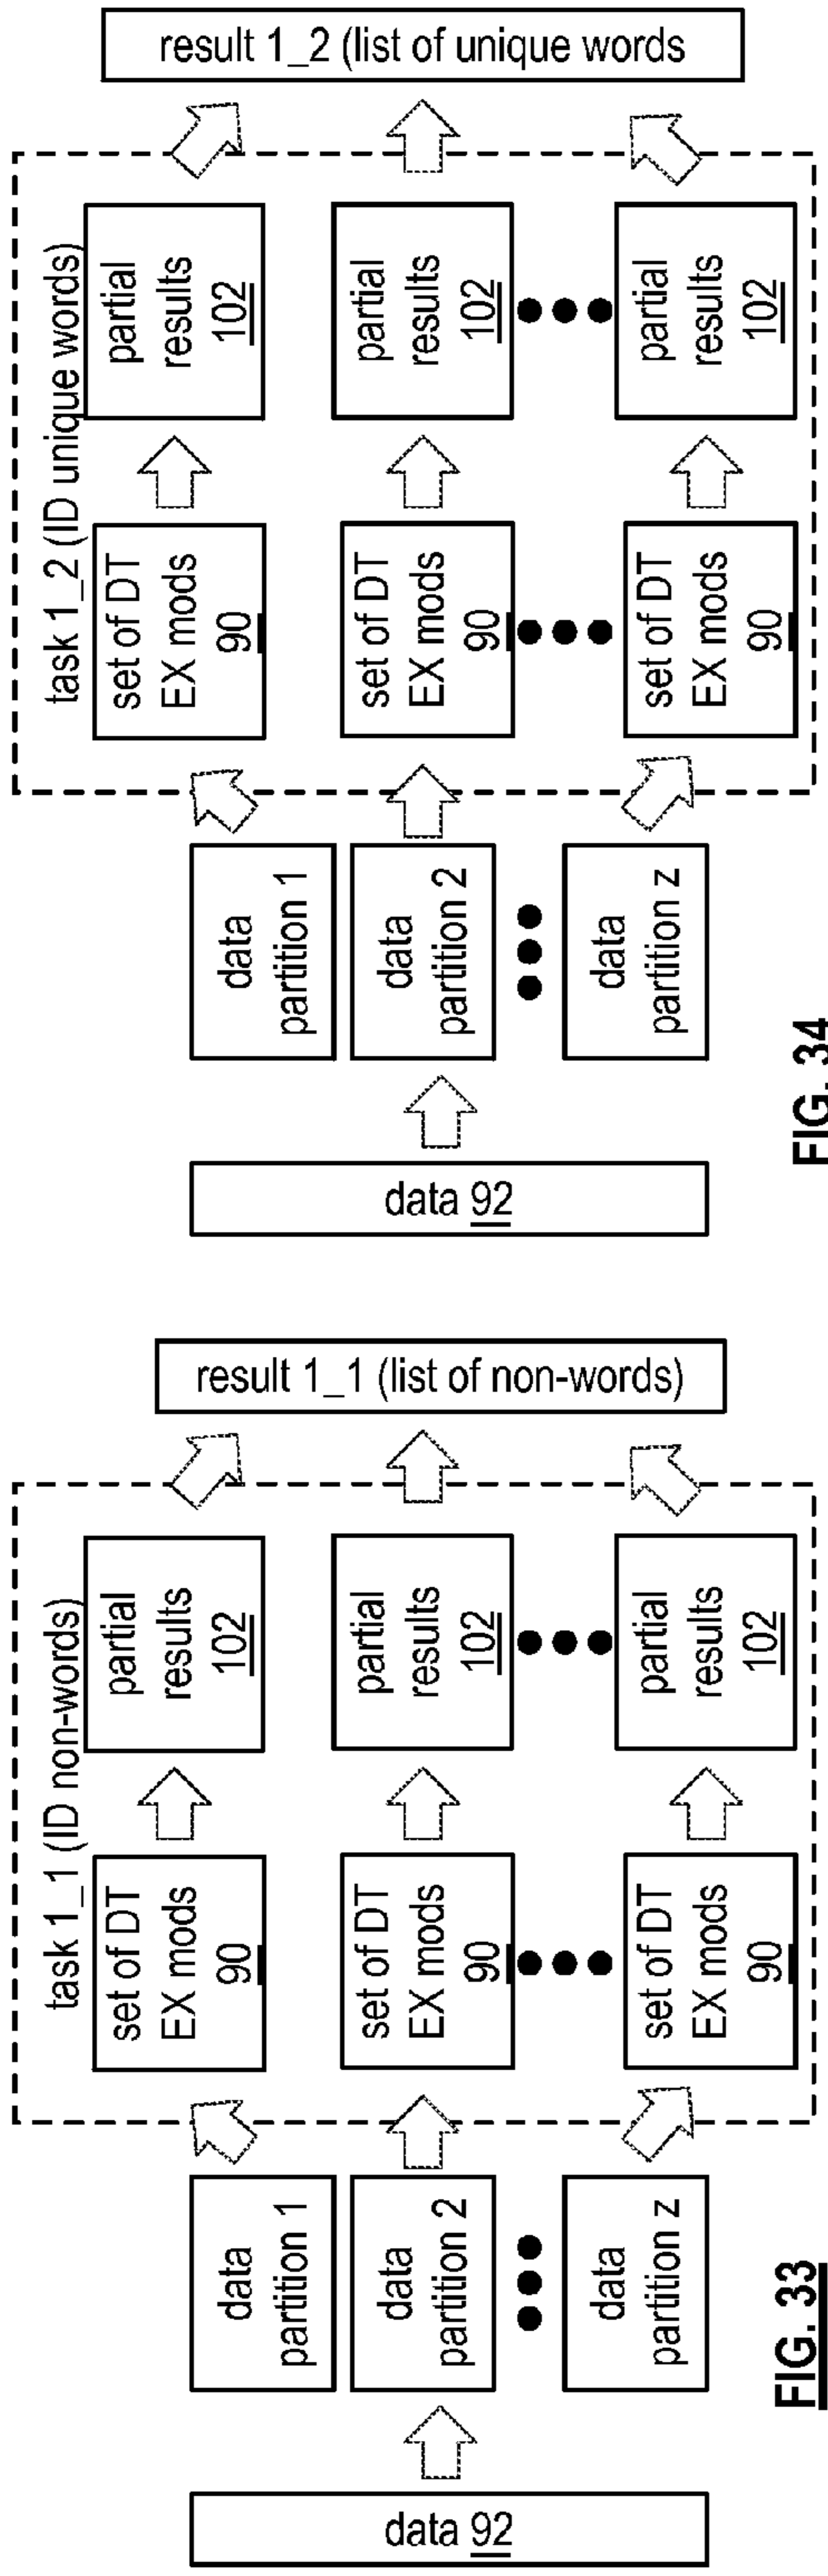 task 1_1 (ID non-words)
data 92
data
partition 1
data
partition 2
data
partition z
set of DT
EX mods
90
set of DT
EX mods
90
set of DT
EX mods
90
partial
results
102
partial
results
102
partial
results
102
result 1_1 (list of non-words)
FIG. 33
task 1_2 (ID unique words)
data 92
data
partition 1
data
partition 2
data
partition z
set of DT
EX mods
90
set of DT
EX mods
90
set of DT
EX mods
90
partial
results
102
partial
results
102
partial
results
102
result 1_2 (list of unique words
FIG. 34